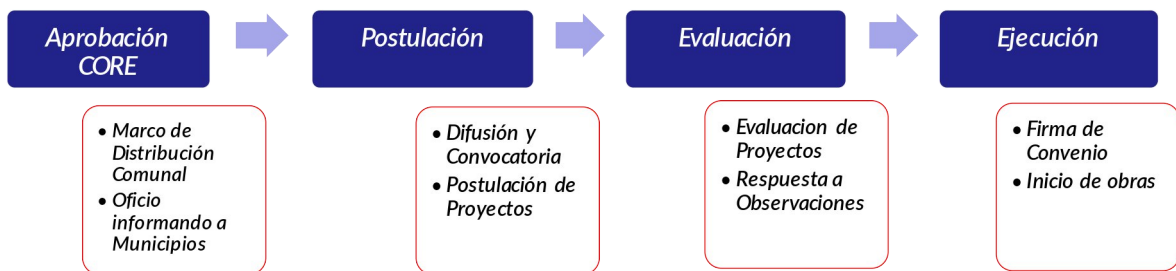 Aprobación
CORE
• Marco de
Distribución
Comunal
• Oficio
informando a
Municipios
Postulación
• Difusión y
Convocatoria
• Postulación de
Proyectos
Evaluación
• Evaluacion de
Proyectos
• Respuesta a
Observaciones
Ejecución
• Firma de
Convenio
• Inicio de obras